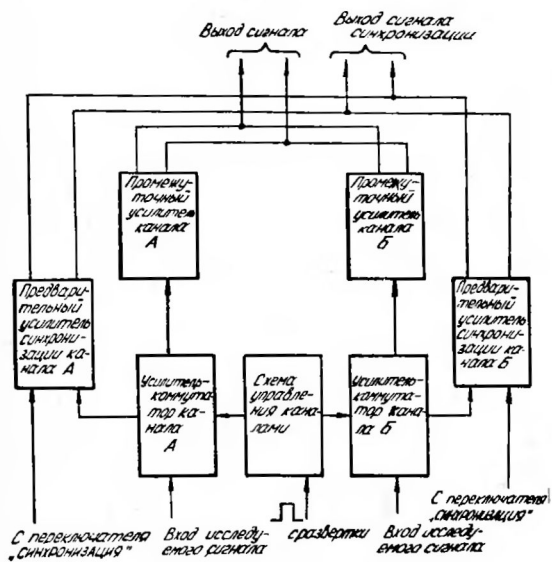 Выход сигнала
Выход сигнала
синхронизации
Промежу-
точный
усилитель
канала
А
Промежу-
точный
усилитель
канала
Б
Предвари-
тельный
усилитель
синхрони-
зации ка-
нала А
Предвари-
тельный
усилитель
синхрони-
зации ка-
нала Б
Усилитель-
коммута-
тор ка-
нала
А
Схема
управле-
ния кана-
лами
Усилитель-
коммута-
тор кана-
ла Б
С переключателя
„СИНХРОНИЗАЦИЯ"
Вход исследу-
емого сигнала
с развертки
Вход исследу-
емого сигнала
С переключателя
„СИНХРОНИЗАЦИЯ"